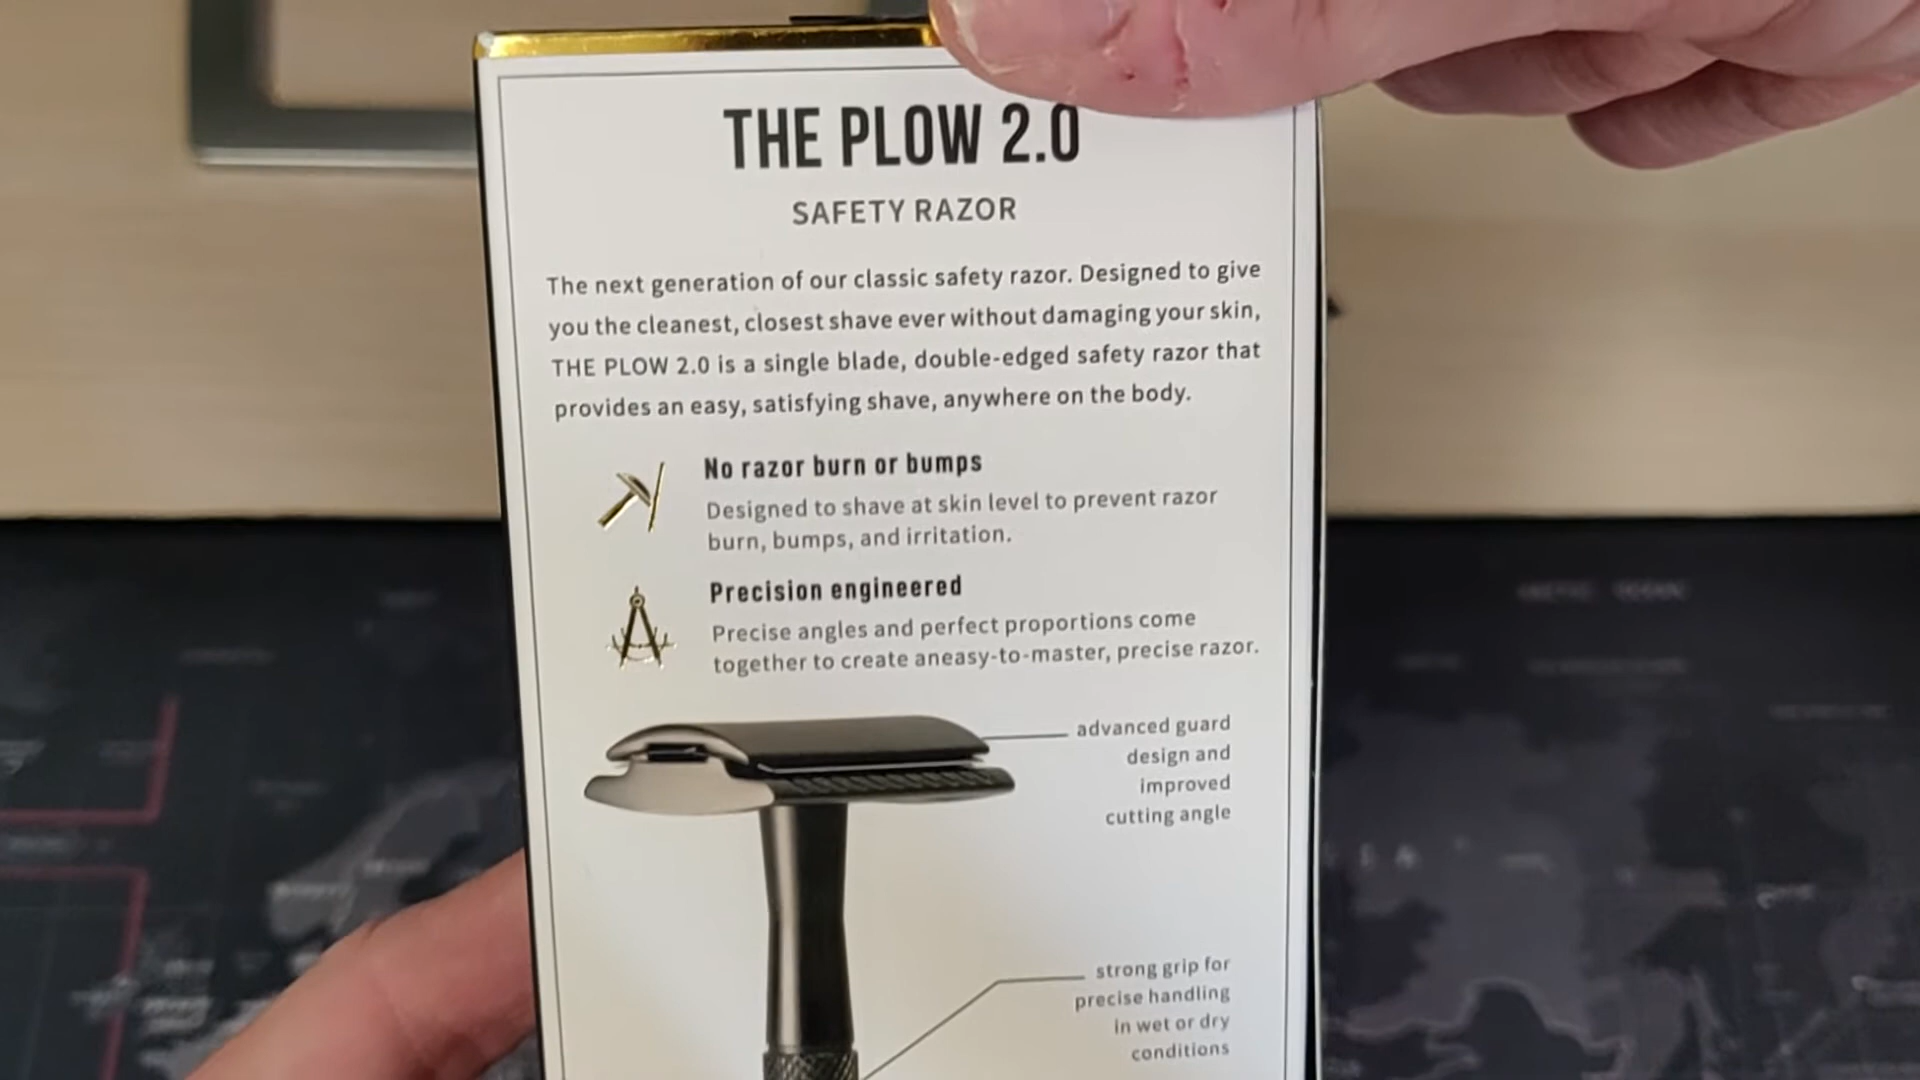 THE PLOW 2.0
SAFETY RAZOR
The next generation of our classic safety razor. Designed to give
you the cleanest, closest shave ever without damaging your skin,
THE PLOW 2.0 is a single blade, double-edged safety razor that
provides an easy, satisfying shave, anywhere on the body.
No razor burn or bumps
Designed to shave at skin level to prevent razor
burn, bumps, and irritation.
Precision engineered
Precise angles and perfect proportions come
together to create aneasy-to-master, precise razor.
advanced guard
design and
improved
cutting angle
strong grip for
precise handling
in wet or dry
conditions